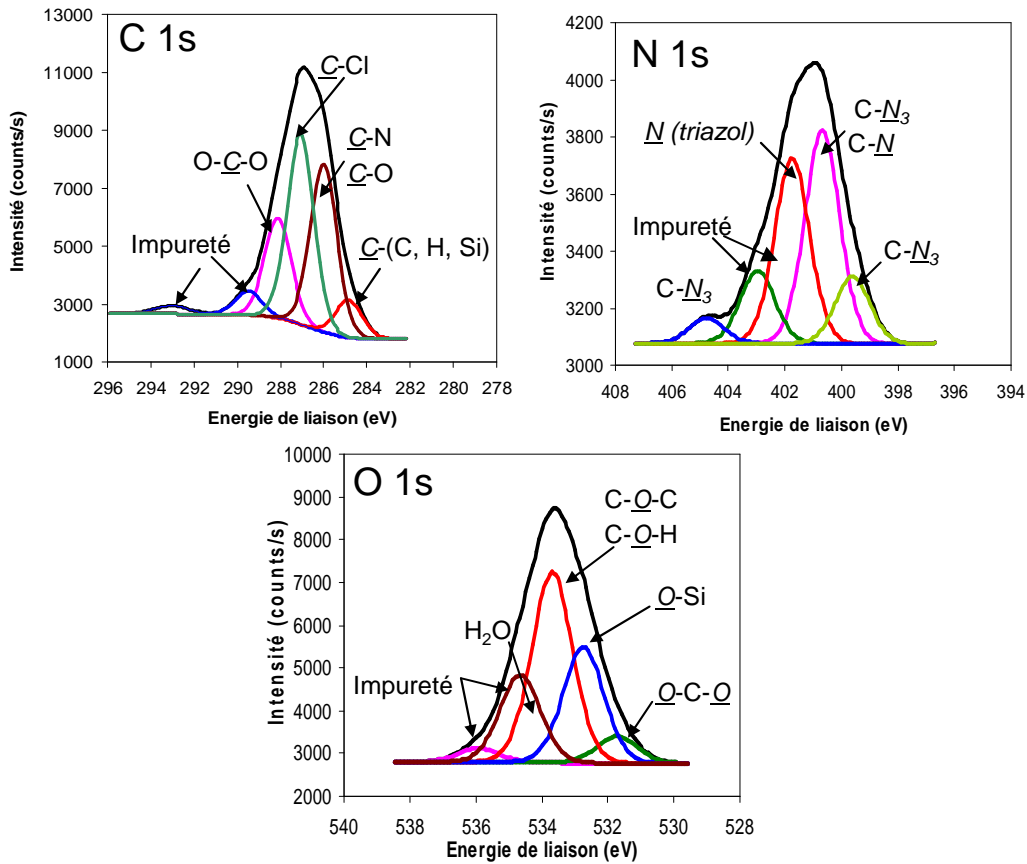 C 1s
13000
11000
9000
7000
5000
3000
1000
Intensité (counts/s)
C-Cl
C-N
C-O
O-C-O
Impureté
C-(C, H, Si)
296 294 292 290 288 286 284 282 280 278
Energie de liaison (eV)
N 1s
4200
4000
3800
3600
3400
3200
3000
Intensité (counts/s)
C-N₃
N (triazol)
C-N
Impureté
C-N₃
C-N₃
408 406 404 402 400 398 396 394
Energie de liaison (eV)
O 1s
10000
9000
8000
7000
6000
5000
4000
3000
2000
Intensité (counts/s)
C-O-C
C-O-H
O-Si
H₂O
Impureté
O-C-O
540 538 536 534 532 530 528
Energie de liaison (eV)